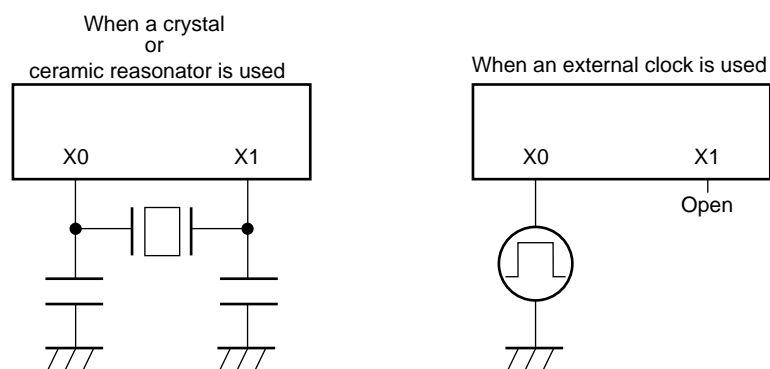 When a crystal
or
ceramic reasonator is used
X0 X1
When an external clock is used
X0 X1
Open